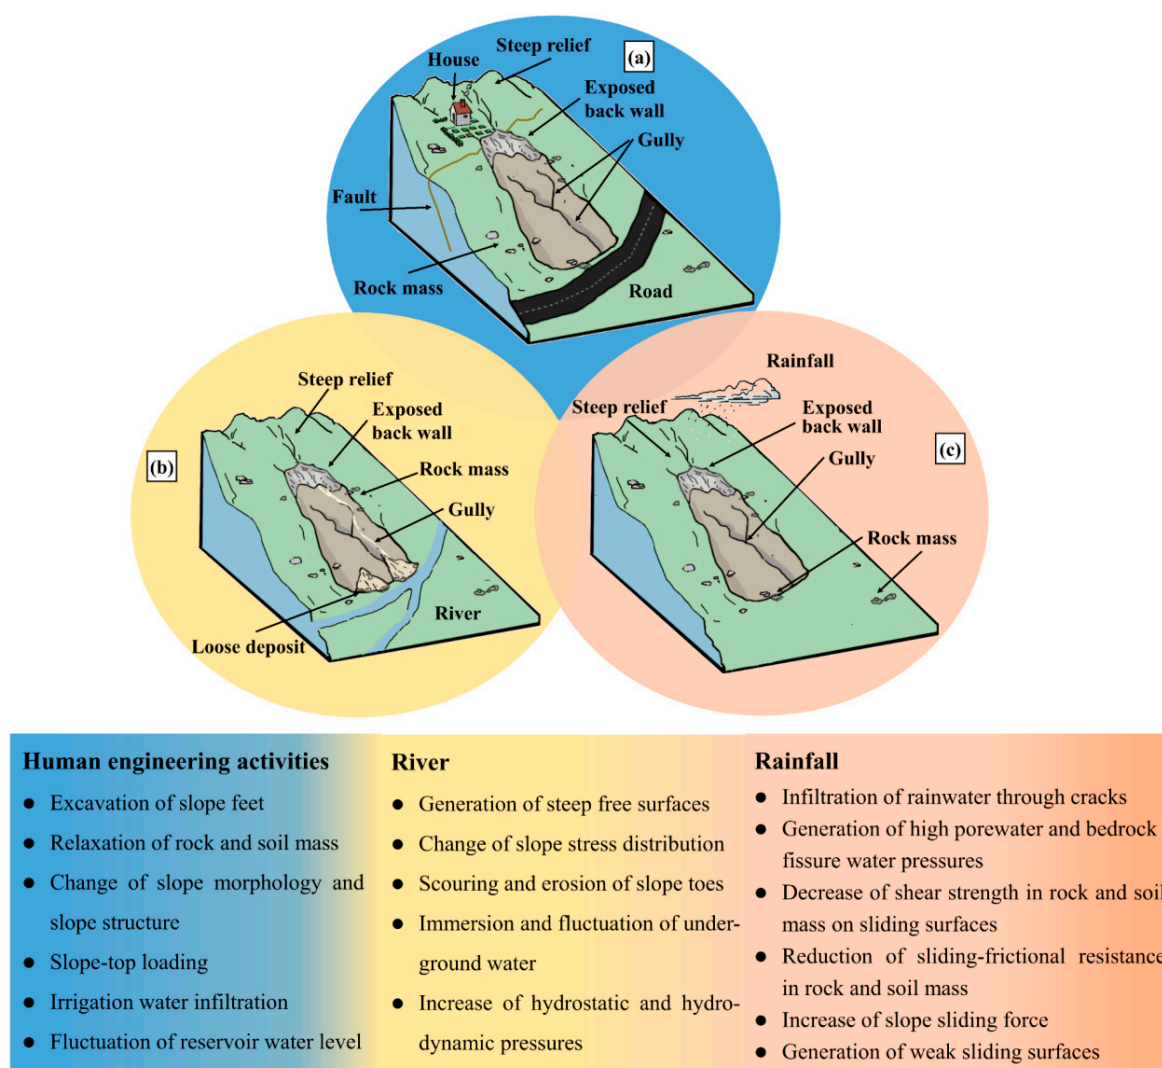 Steep relief
(a)
House
Exposed
back wall
Gully
Fault
Rock mass
Road
Steep relief
Exposed
back wall
(b)
Rock mass
Gully
River
Loose deposit
Rainfall
Steep relief
Exposed
back wall
(c)
Gully
Rock mass
Human engineering activities
● Excavation of slope feet
● Relaxation of rock and soil mass
● Change of slope morphology and
slope structure
● Slope-top loading
● Irrigation water infiltration
● Fluctuation of reservoir water level
River
● Generation of steep free surfaces
● Change of slope stress distribution
● Scouring and erosion of slope toes
● Immersion and fluctuation of under-
ground water
● Increase of hydrostatic and hydro-
dynamic pressures
Rainfall
● Infiltration of rainwater through cracks
● Generation of high porewater and bedrock
fissure water pressures
● Decrease of shear strength in rock and soil
mass on sliding surfaces
● Reduction of sliding-frictional resistance
in rock and soil mass
● Increase of slope sliding force
● Generation of weak sliding surfaces